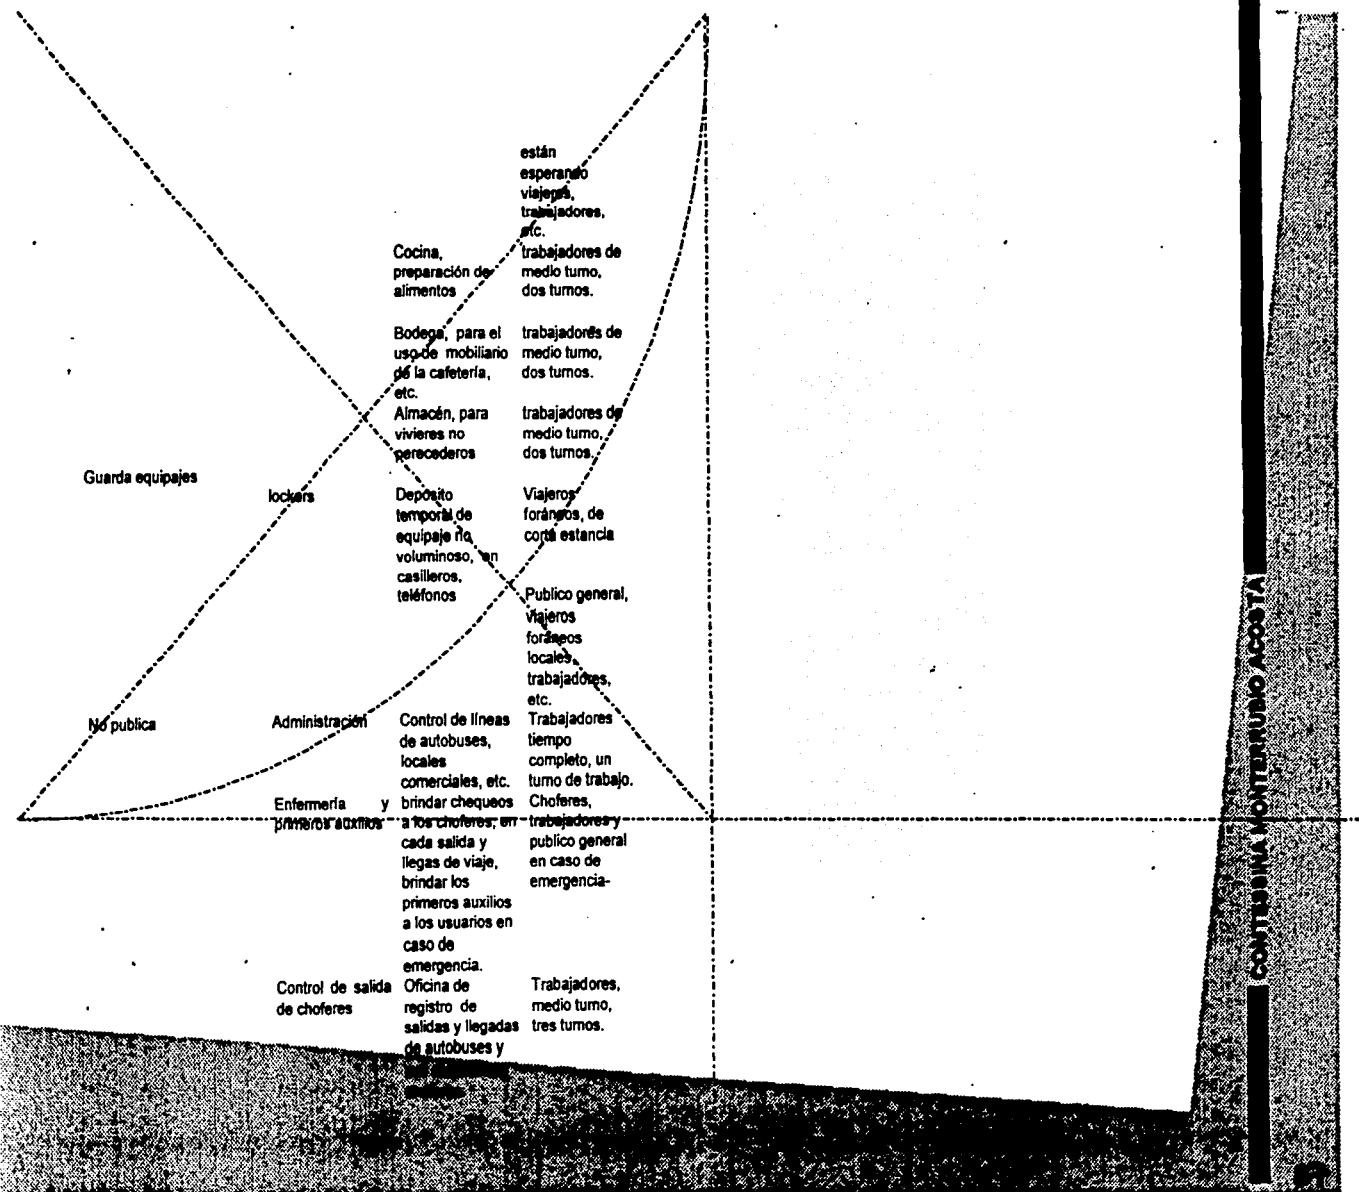 están
esperando
viajeros,
trabajadores,
etc.
Cocina,
preparación de
alimentos
trabajadores de
medio turno,
dos turnos.
Bodega, para el
uso de mobiliario
de la cafetería,
etc.
trabajadores de
medio turno,
dos turnos.
Almacén, para
vivieres no
perecederos
trabajadores de
medio turno,
dos turnos.
Guarda equipajes
lockers
Depósito
temporal de
equipaje no
voluminoso, en
casilleros,
teléfonos
Viajeros
foráneos, de
corta estancia
Publico general,
viajeros
foráneos
locales,
trabajadores,
etc.
No publica
Administración
Control de líneas
de autobuses,
locales
comerciales, etc.
Trabajadores
tiempo
completo, un
turno de trabajo.
Enfermería y
primeros auxilios
brindar chequeos
a los choferes, en
cada salida y
llegas de viaje,
brindar los
primeros auxilios
a los usuarios en
caso de
emergencia.
Choferes,
trabajadores y
publico general
en caso de
emergencia-
Control de salida
de choferes
Oficina de
registro de
salidas y llegadas
de autobuses y
Trabajadores,
medio turno,
tres turnos.
MONTERRUBIO ACOSTA